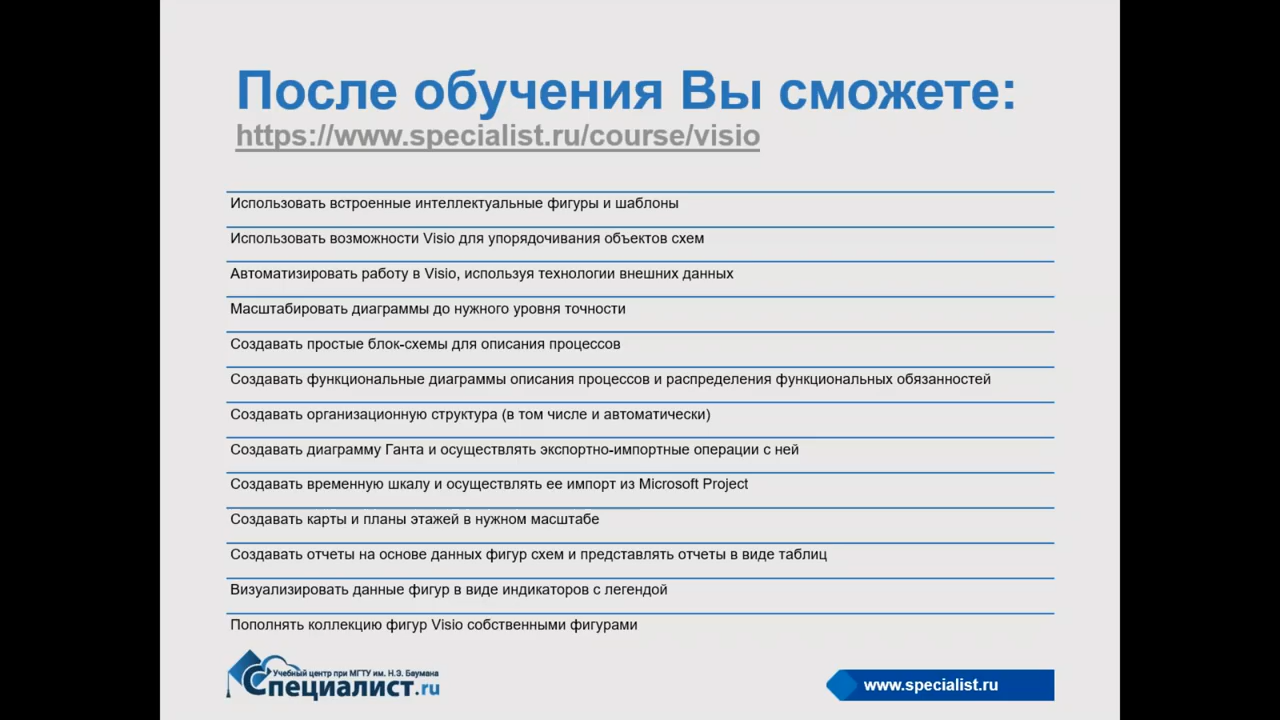 После обучения Вы сможете:
https://www.specialist.ru/course/visio
Использовать встроенные интеллектуальные фигуры и шаблоны
Использовать возможности Visio для упорядочивания объектов схем
Автоматизировать работу в Visio, используя технологии внешних данных
Масштабировать диаграммы до нужного уровня точности
Создавать простые блок-схемы для описания процессов
Создавать функциональные диаграммы описания процессов и распределения функциональных обязанностей
Создавать организационную структура (в том числе и автоматически)
Создавать диаграмму Ганта и осуществлять экспортно-импортные операции с ней
Создавать временную шкалу и осуществлять ее импорт из Microsoft Project
Создавать карты и планы этажей в нужном масштабе
Создавать отчеты на основе данных фигур схем и представлять отчеты в виде таблиц
Визуализировать данные фигур в виде индикаторов с легендой
Пополнять коллекцию фигур Visio собственными фигурами
Учебный центр при МГТУ им. Н.Э. Баумана
Специалист.ru
www.specialist.ru